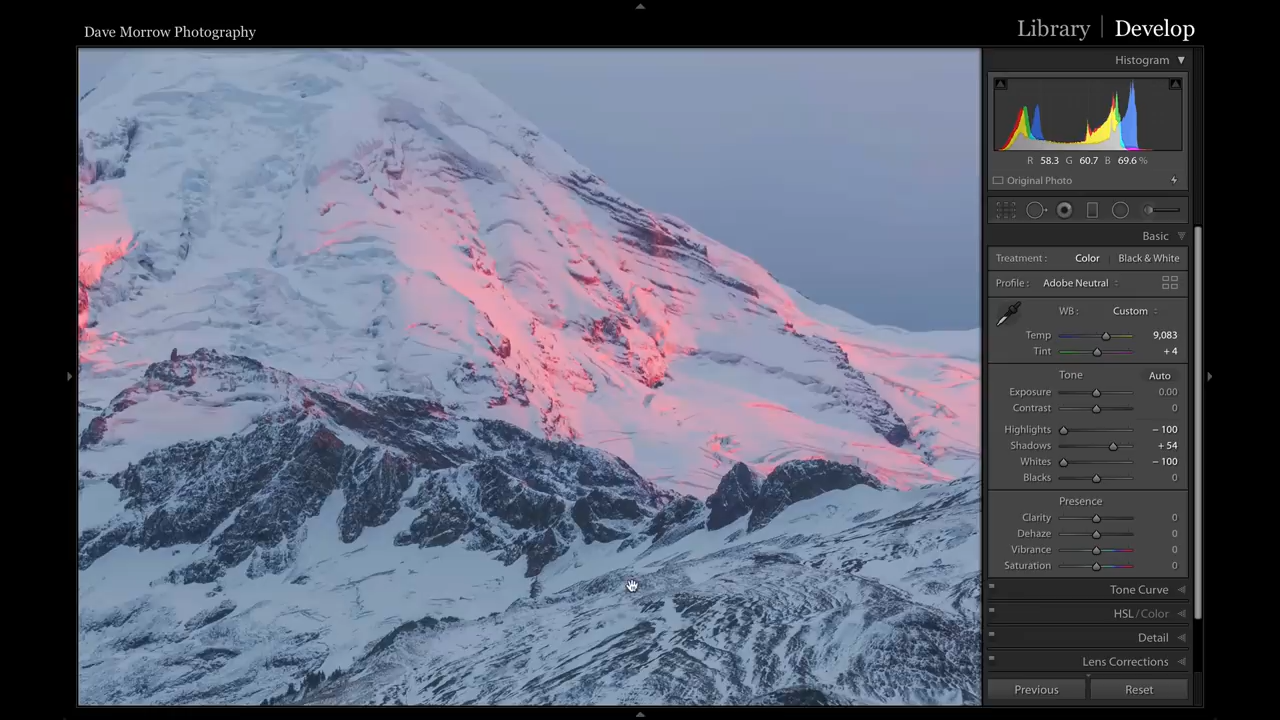 Dave Morrow Photography
Library | Develop
Histogram
R 58.3 G 60.7 B 69.6 %
Original Photo
Basic
Treatment : Color Black & White
Profile : Adobe Neutral
WB : Custom
Temp 9,083
Tint + 4
Tone Auto
Exposure 0.00
Contrast 0
Highlights − 100
Shadows + 54
Whites − 100
Blacks 0
Presence
Clarity 0
Dehaze 0
Vibrance 0
Saturation 0
Tone Curve
HSL / Color
Detail
Lens Corrections
Previous Reset